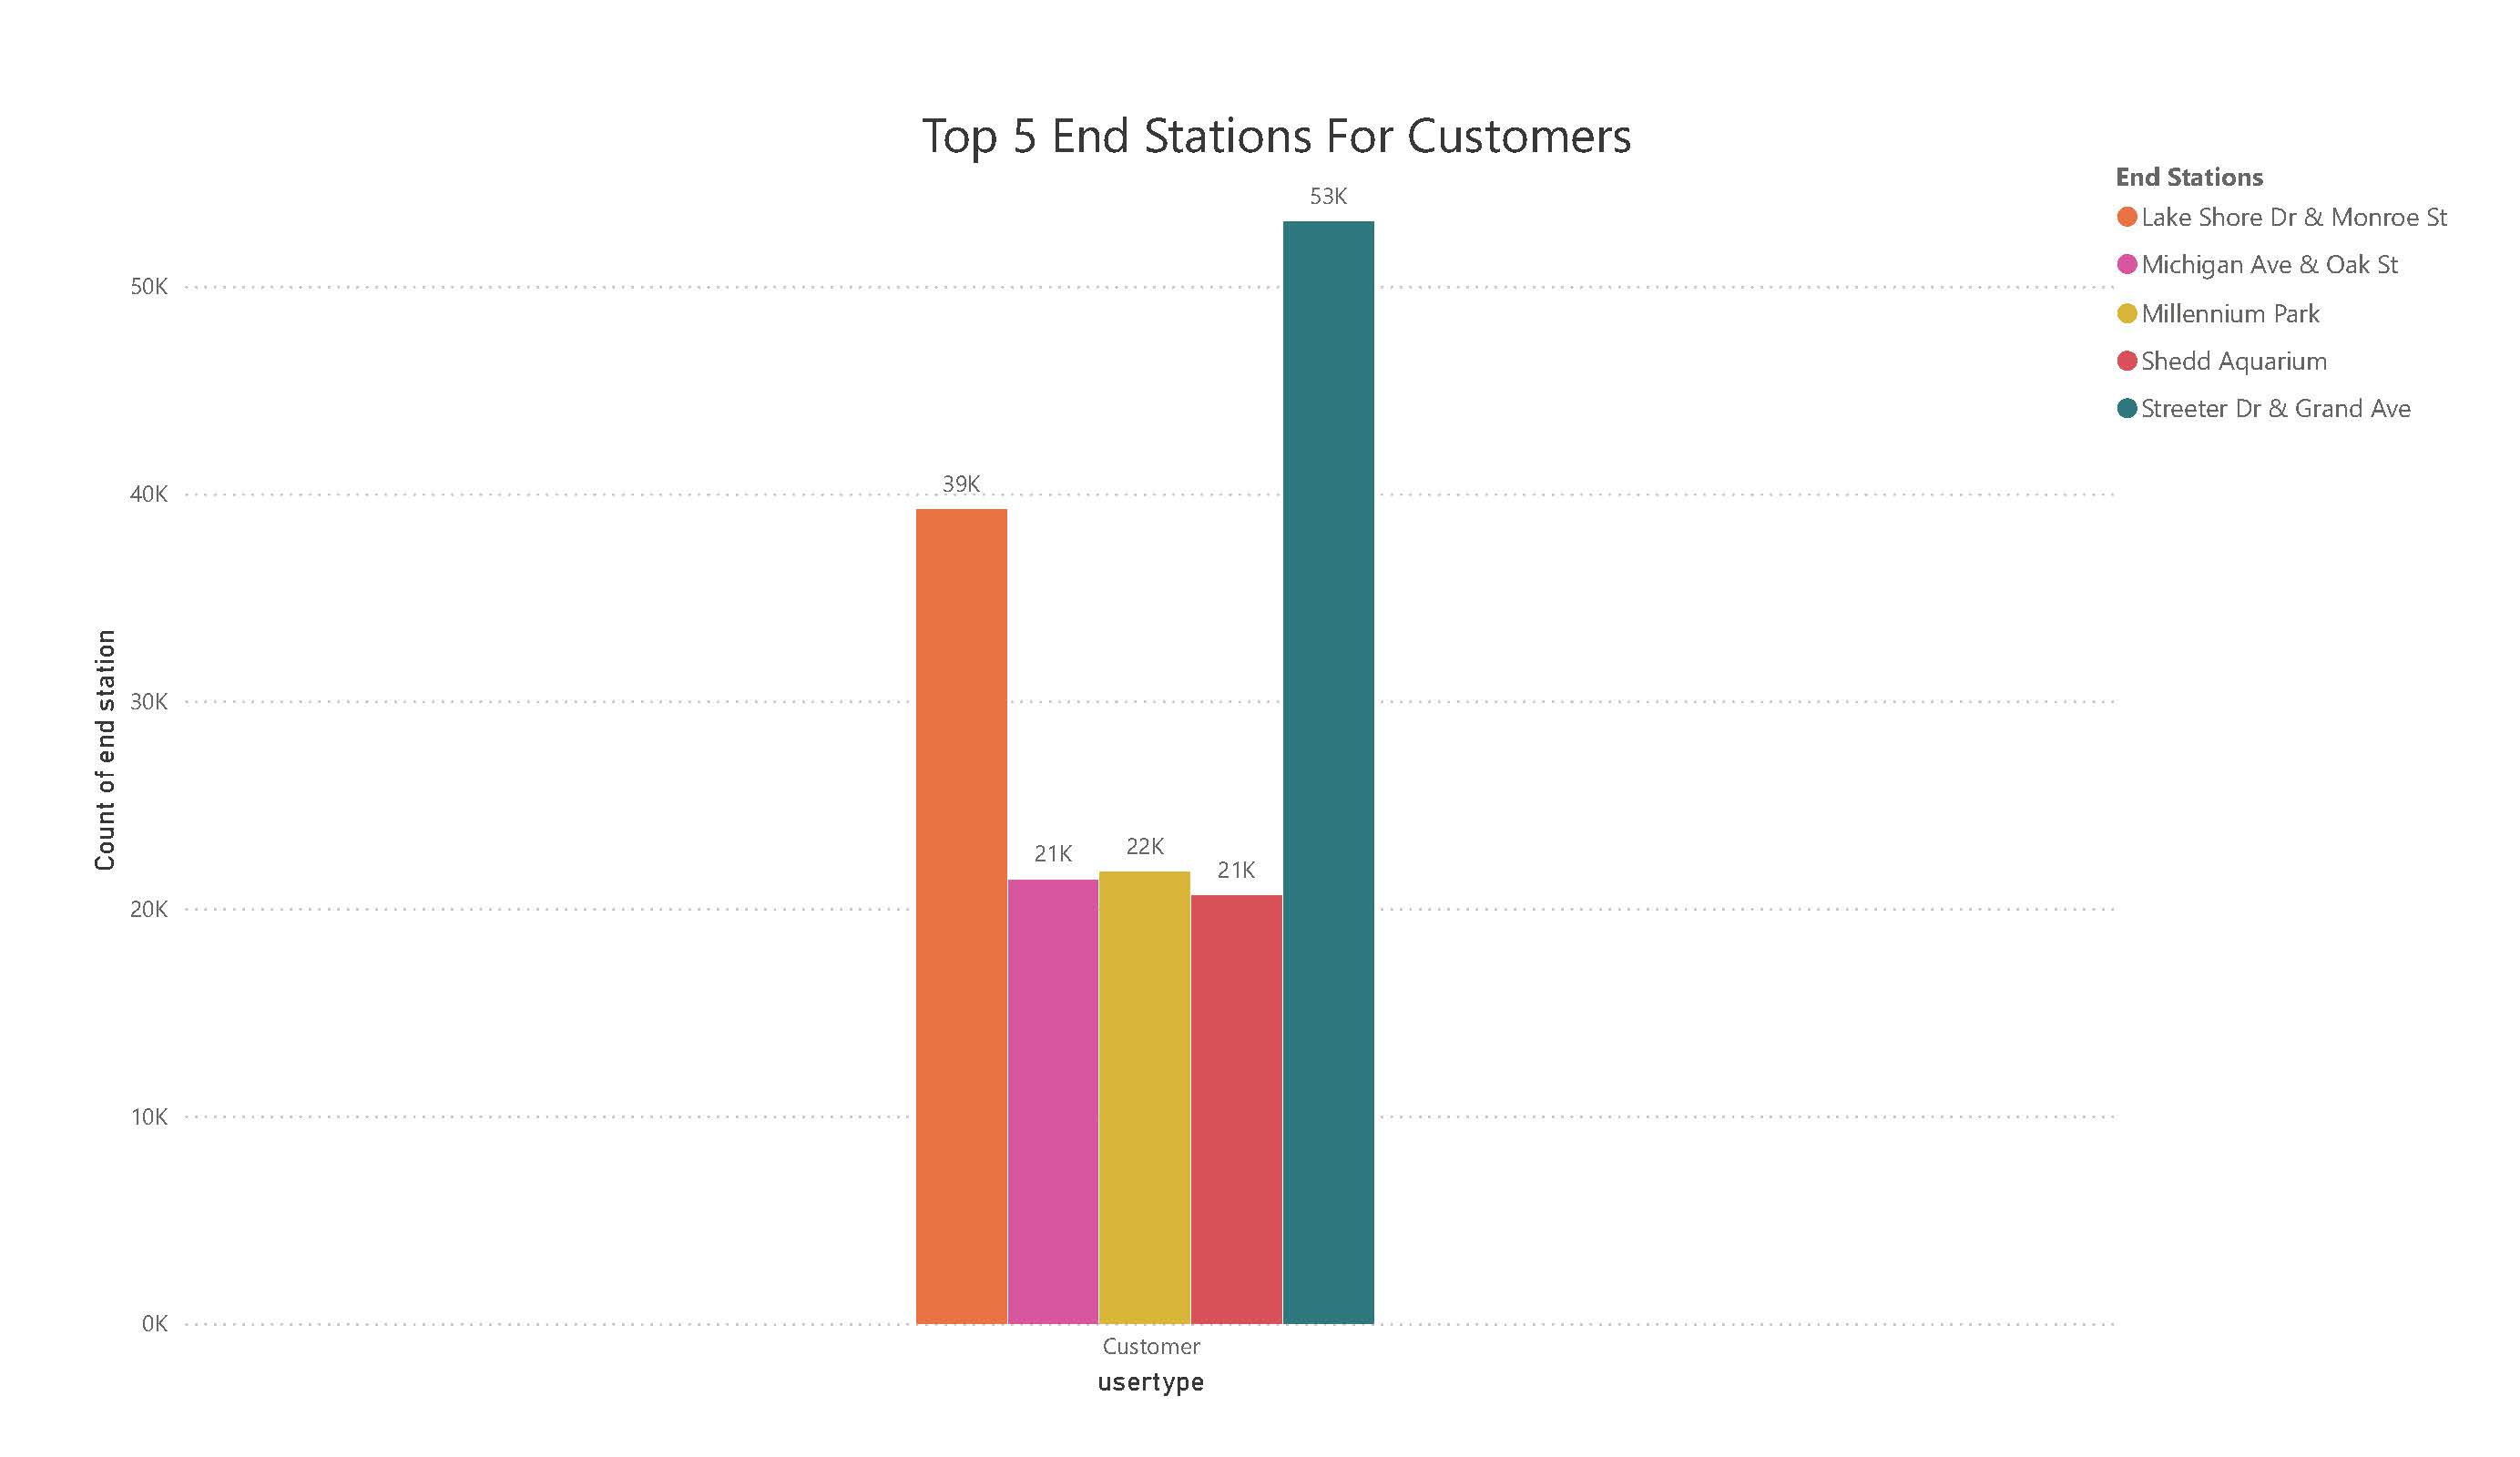 Top 5 End Stations For Customers
End Stations
Lake Shore Dr & Monroe St
Michigan Ave & Oak St
Millennium Park
Shedd Aquarium
Streeter Dr & Grand Ave
Count of end station
50K
40K
30K
20K
10K
0K
39K
21K
22K
21K
53K
Customer
usertype